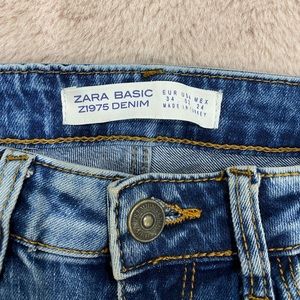 ZARA BASIC
Z1975 DENIM
EUR USA MEX
34 02 24
MADE IN TURKEY